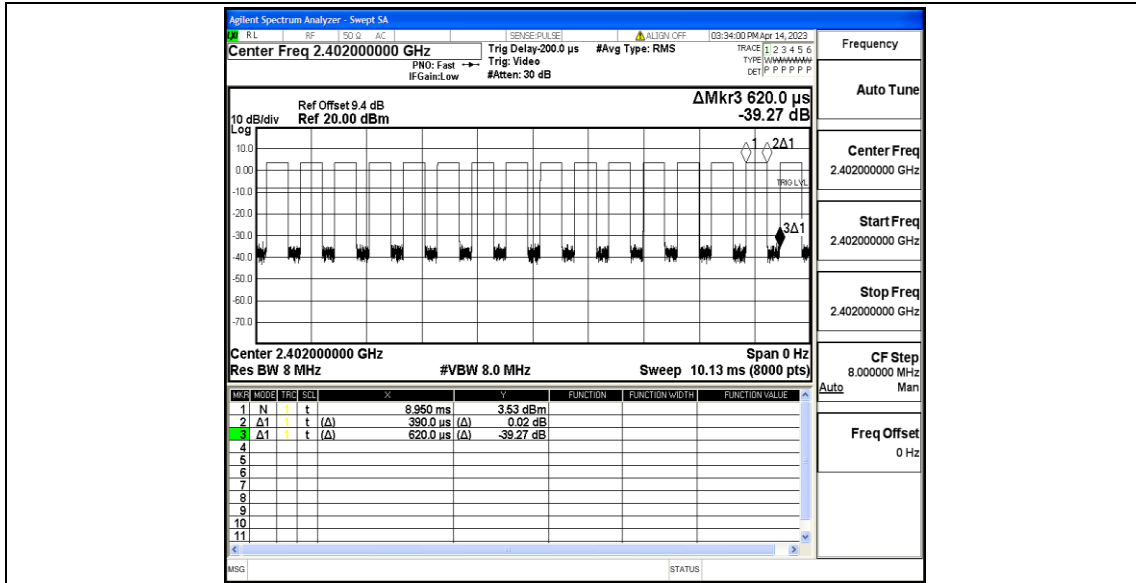 Agilent Spectrum Analyzer - Swept SA
LXI RL RF 50 Ω AC SENSE:PULSE ALIGN OFF 03:34:00 PM Apr 14, 2023
Center Freq 2.402000000 GHz
Trig Delay-200.0 µs #Avg Type: RMS
TRACE 1 2 3 4 5 6
PNO: Fast Trig: Video
TYPE WWWWWW
IFGain:Low #Atten: 30 dB
DET P P P P P P
ΔMkr3 620.0 µs
-39.27 dB
Ref Offset 9.4 dB
10 dB/div Ref 20.00 dBm
Log
10.0
0.00
-10.0
-20.0
-30.0
-40.0
-50.0
-60.0
-70.0
1 2Δ1
TRIG LVL
3Δ1
Center 2.402000000 GHz Span 0 Hz
Res BW 8 MHz #VBW 8.0 MHz Sweep 10.13 ms (8000 pts)
MKR MODE TRC SCL X Y FUNCTION FUNCTION WIDTH FUNCTION VALUE
1 N 1 t 8.950 ms 3.53 dBm
2 Δ1 1 t (Δ) 390.0 µs (Δ) 0.02 dB
3 Δ1 1 t (Δ) 620.0 µs (Δ) -39.27 dB
4
5
6
7
8
9
10
11
MSG STATUS
Frequency
Auto Tune
Center Freq
2.402000000 GHz
Start Freq
2.402000000 GHz
Stop Freq
2.402000000 GHz
CF Step
8.000000 MHz
Auto Man
Freq Offset
0 Hz